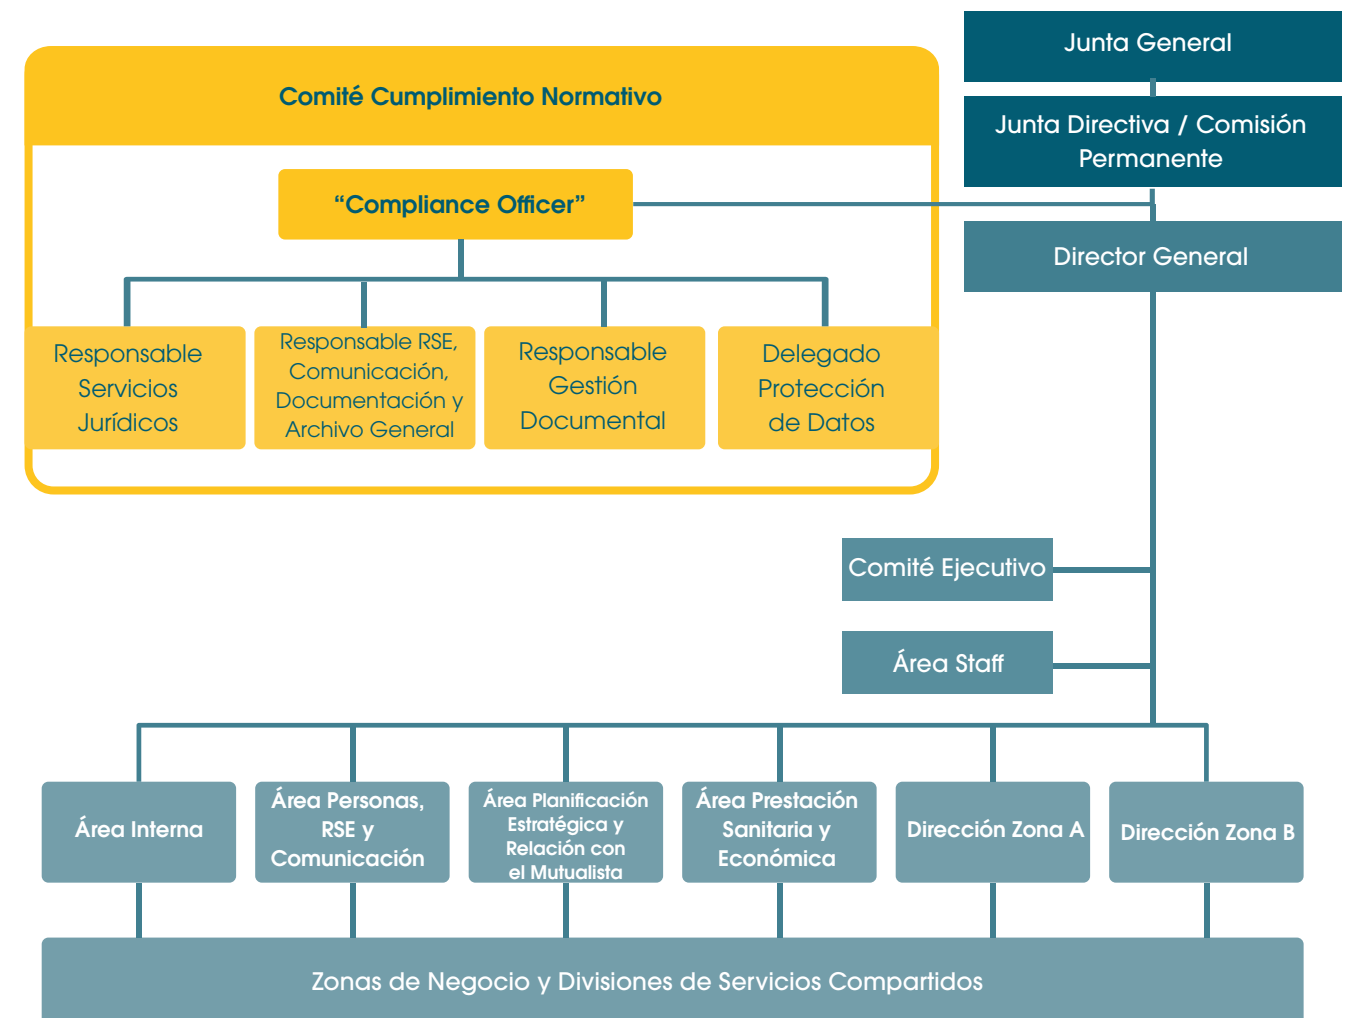 Junta General
Junta Directiva / Comisión
Permanente
Director General
Comité Cumplimiento Normativo
“Compliance Officer”
Responsable
Servicios
Jurídicos
Responsable RSE,
Comunicación,
Documentación y
Archivo General
Responsable
Gestión
Documental
Delegado
Protección
de Datos
Comité Ejecutivo
Área Staff
Área Interna
Área Personas,
RSE y
Comunicación
Área Planificación
Estratégica y
Relación con
el Mutualista
Área Prestación
Sanitaria y
Económica
Dirección Zona A
Dirección Zona B
Zonas de Negocio y Divisiones de Servicios Compartidos